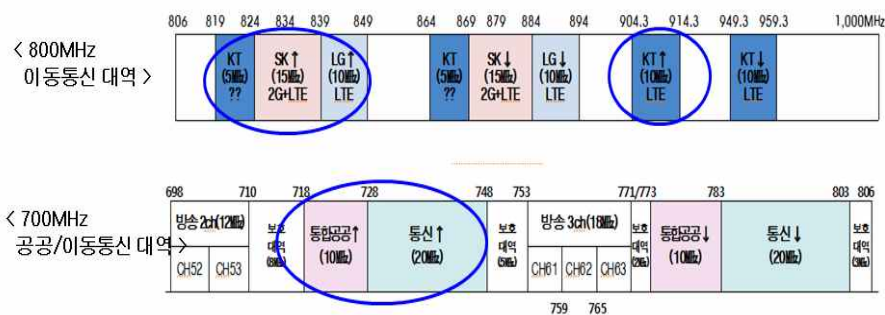 806 819 824 834 839 849 864 869 879 884 894 904.3 914.3 949.3 959.3 1,000MHz
< 800MHz
이동통신 대역 >
KT (5㎒) ??
SK↑ (15㎒) 2G+LTE
LG↑ (10㎒) LTE
KT (5㎒) ??
SK↓ (15㎒) 2G+LTE
LG↓ (10㎒) LTE
KT↑ (10㎒) LTE
KT↓ (10㎒) LTE
698 710 718 728 748 753 771/773 783 803 806
< 700MHz
공공/이동통신 대역 >
방송 2ch(12㎒)
CH52 CH53
보호 대역 (8㎒)
통합공공↑ (10㎒)
통신↑ (20㎒)
보호 대역 (5㎒)
방송 3ch(18㎒)
CH61 CH62 CH63
보호 대역 (2㎒)
통합공공↓ (10㎒)
통신↓ (20㎒)
보호 대역 (3㎒)
759 765